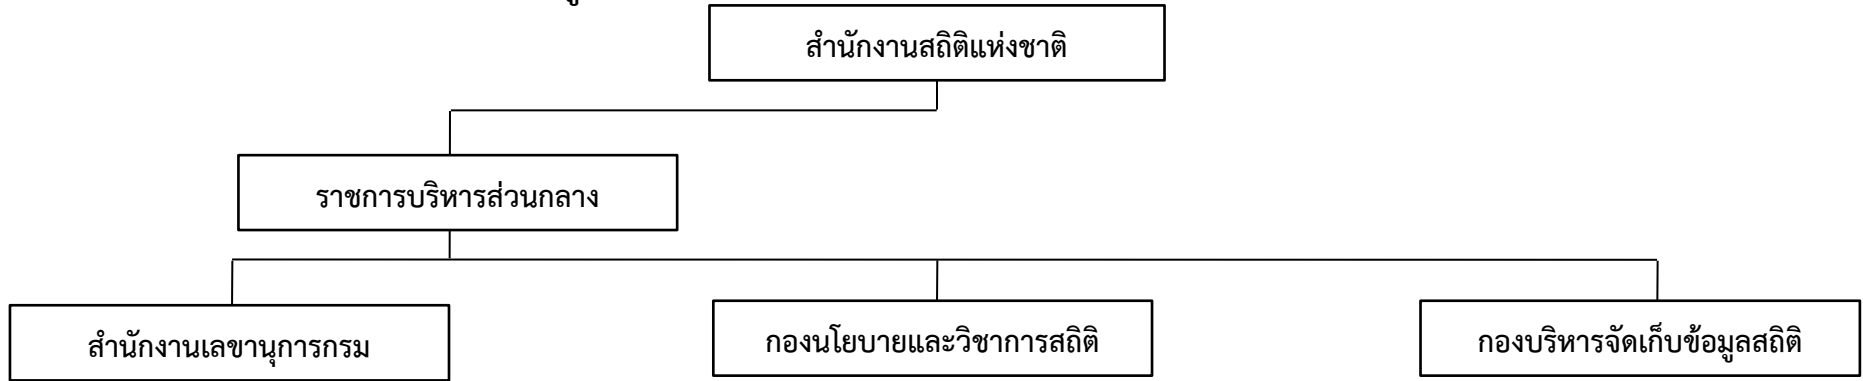 สำนักงานสถิติแห่งชาติ
ราชการบริหารส่วนกลาง
สำนักงานเลขานุการกรม
กองนโยบายและวิชาการสถิติ
กองบริหารจัดเก็บข้อมูลสถิติ